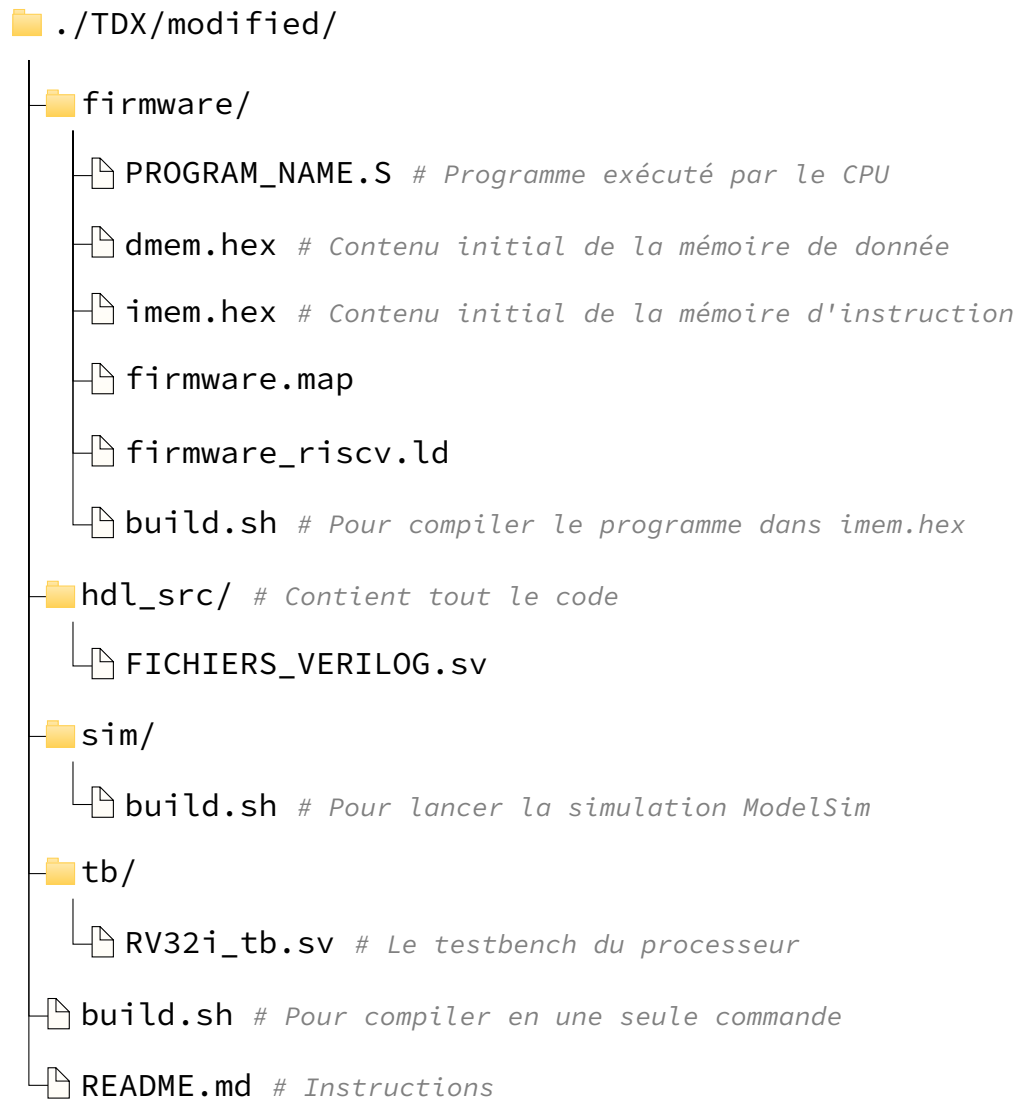 ./TDX/modified/
firmware/
PROGRAM_NAME.S # Programme exécuté par le CPU
dmem.hex # Contenu initial de la mémoire de donnée
imem.hex # Contenu initial de la mémoire d'instruction
firmware.map
firmware_riscv.ld
build.sh # Pour compiler le programme dans imem.hex
hdl_src/ # Contient tout le code
FICHIERS_VERILOG.sv
sim/
build.sh # Pour lancer la simulation ModelSim
tb/
RV32i_tb.sv # Le testbench du processeur
build.sh # Pour compiler en une seule commande
README.md # Instructions